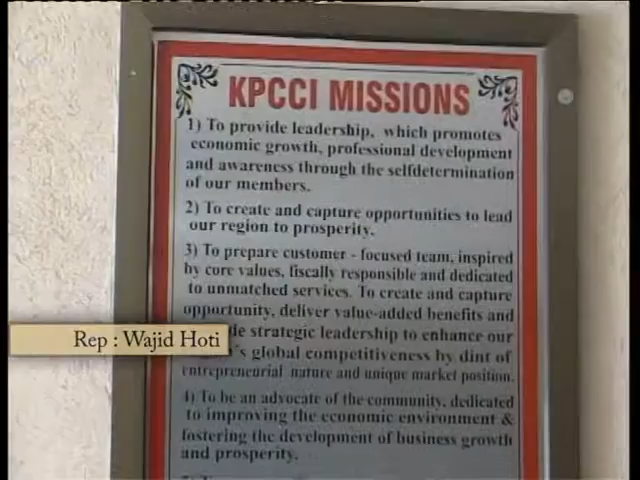 KPCCI MISSIONS
1) To provide leadership, which promotes
economic growth, professional development
and awareness through the selfdetermination
of our members.
2) To create and capture opportunities to lead
our region to prosperity.
3) To prepare customer - focused team, inspired
by core values, fiscally responsible and dedicated
to unmatched services. To create and capture
opportunity, deliver value-added benefits and
strategic leadership to enhance our
global competitiveness by dint of
entrepreneurial nature and unique market position.
4) To be an advocate of the community, dedicated
to improving the economic environment &
fostering the development of business growth
and prosperity.
Rep : Wajid Hoti